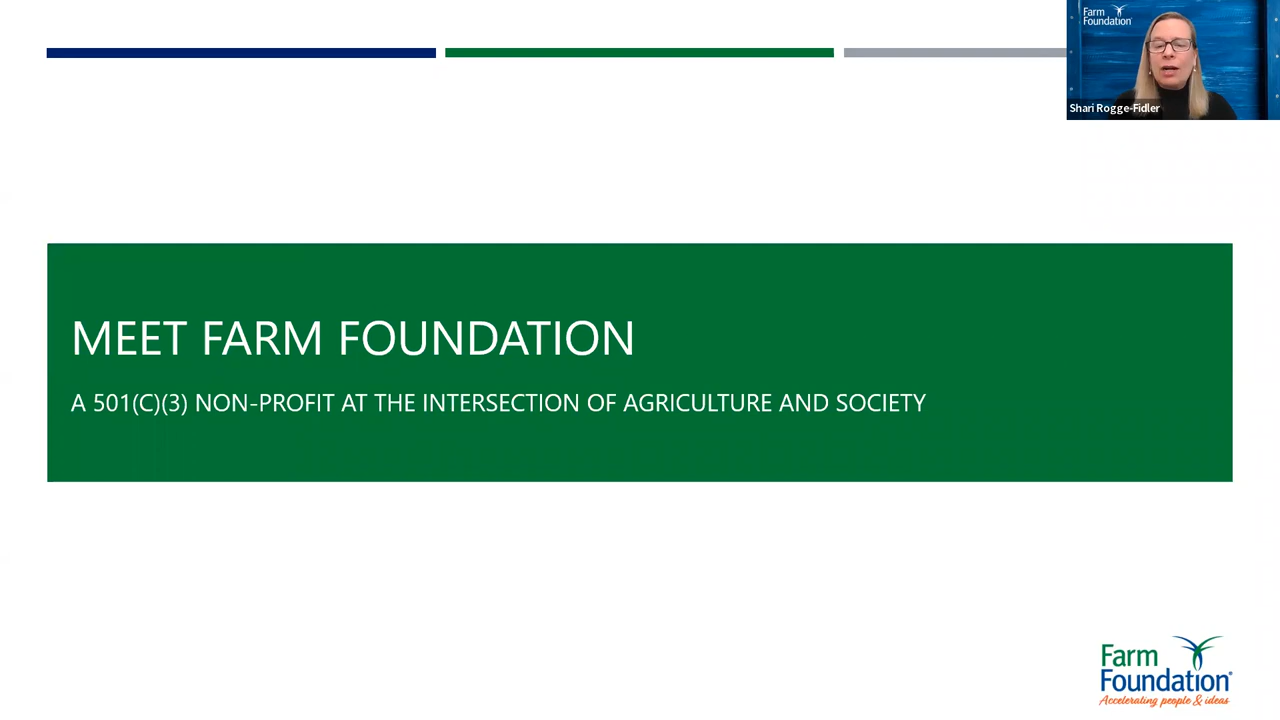 Farm
Foundation
Shari Rogge-Fidler
MEET FARM FOUNDATION
A 501(C)(3) NON-PROFIT AT THE INTERSECTION OF AGRICULTURE AND SOCIETY
Farm
Foundation®
Accelerating people & ideas